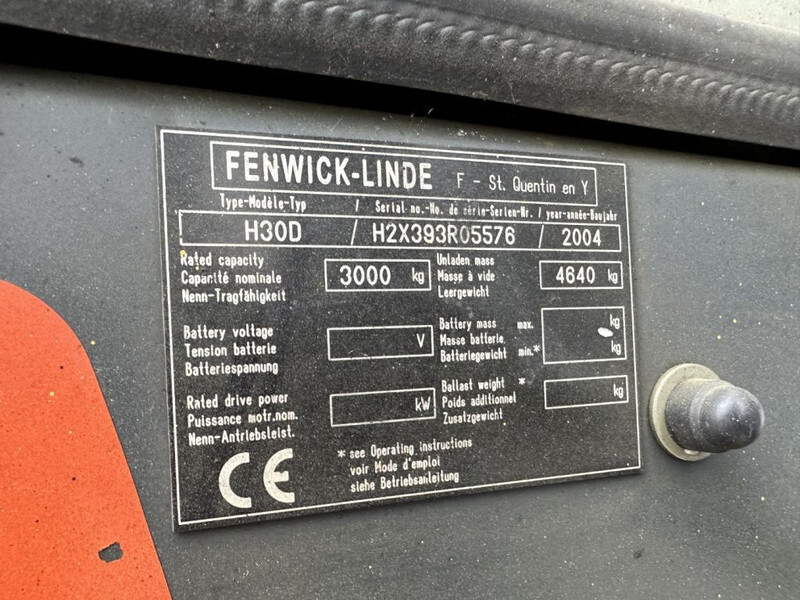 FENWICK-LINDE F - St. Quentin en Y
Type-Modèle-Typ / Serial no.-No. de série-Serien-Nr. / year-année-Baujahr
H30D / H2X393R05576 / 2004
Rated capacity
Capacité nominale
Nenn-Tragfähigkeit
3000 kg
Unladen mass
Masse à vide
Leergewicht
4640 kg
Battery voltage
Tension batterie
Batteriespannung
V
Battery mass max.
Masse batterie
Batteriegewicht min.*
kg
kg
Rated drive power
Puissance motr.nom.
Nenn-Antriebsleist.
kW
Ballast weight *
Poids additionnel
Zusatzgewicht
kg
CE
* see Operating instructions
voir Mode d'emploi
siehe Betriebsanleitung